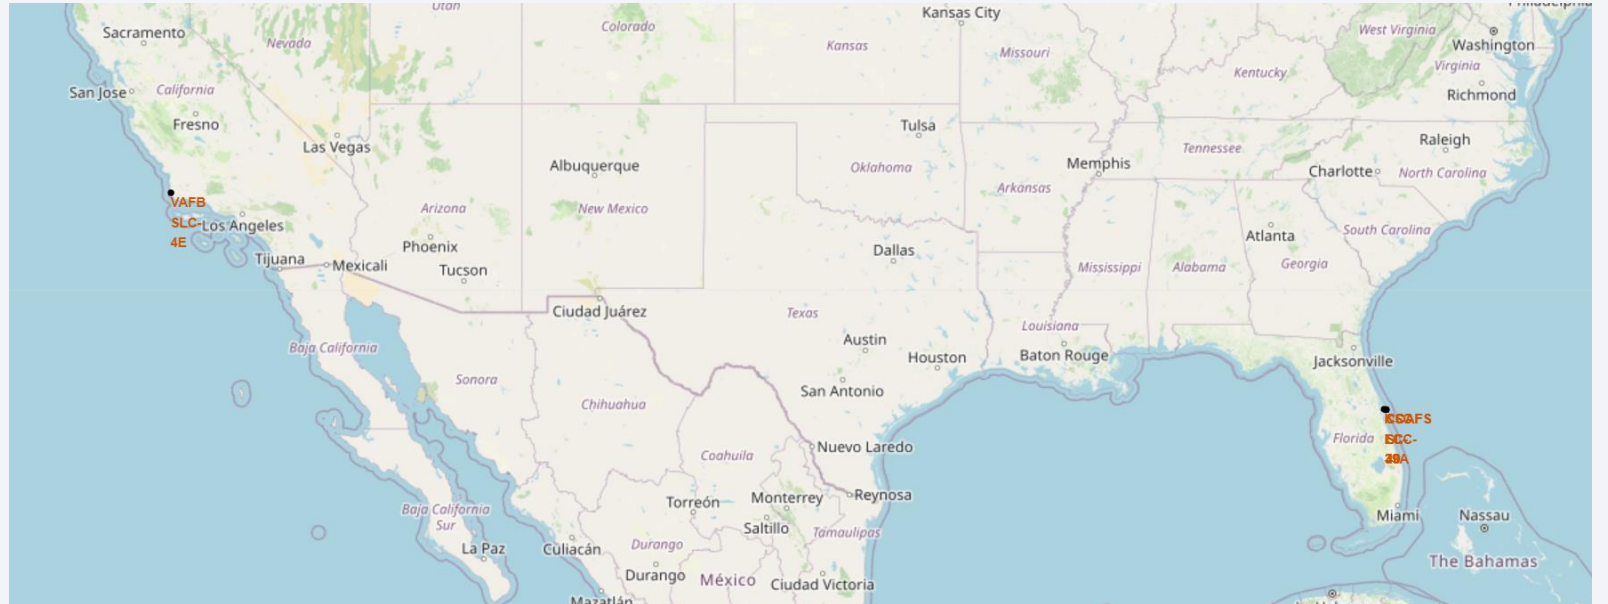 Utah
Philadelphia
Kansas City
Sacramento
Colorado
West Virginia
Nevada
Kansas
Missouri
Washington
Virginia
Kentucky
San Jose
California
Richmond
Fresno
Tulsa
Raleigh
Las Vegas
Tennessee
Albuquerque
Oklahoma
Memphis
Charlotte
North Carolina
Arkansas
VAFB
SLC-
4E
Arizona
New Mexico
Los Angeles
South Carolina
Phoenix
Dallas
Atlanta
Tijuana
Mexicali
Tucson
Mississippi
Alabama
Georgia
Ciudad Juárez
Texas
Louisiana
Baja California
Austin
Houston
Baton Rouge
Jacksonville
Sonora
San Antonio
Chihuahua
Florida
Nuevo Laredo
Coahuila
Torreón
Monterrey
Reynosa
Baja California
Sur
Saltillo
Tamaulipas
Miami
Nassau
La Paz
Culiacán
Durango
The Bahamas
Durango
México
Ciudad Victoria
Mazatlán